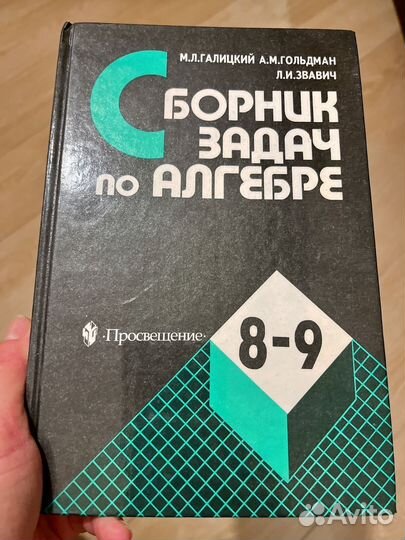 М.Л.ГАЛИЦКИЙ А.М.ГОЛЬДМАН
Л.И.ЗВАВИЧ
СБОРНИК
ЗАДАЧ
ПО АЛГЕБРЕ
·Просвещение·
8-9
Avito